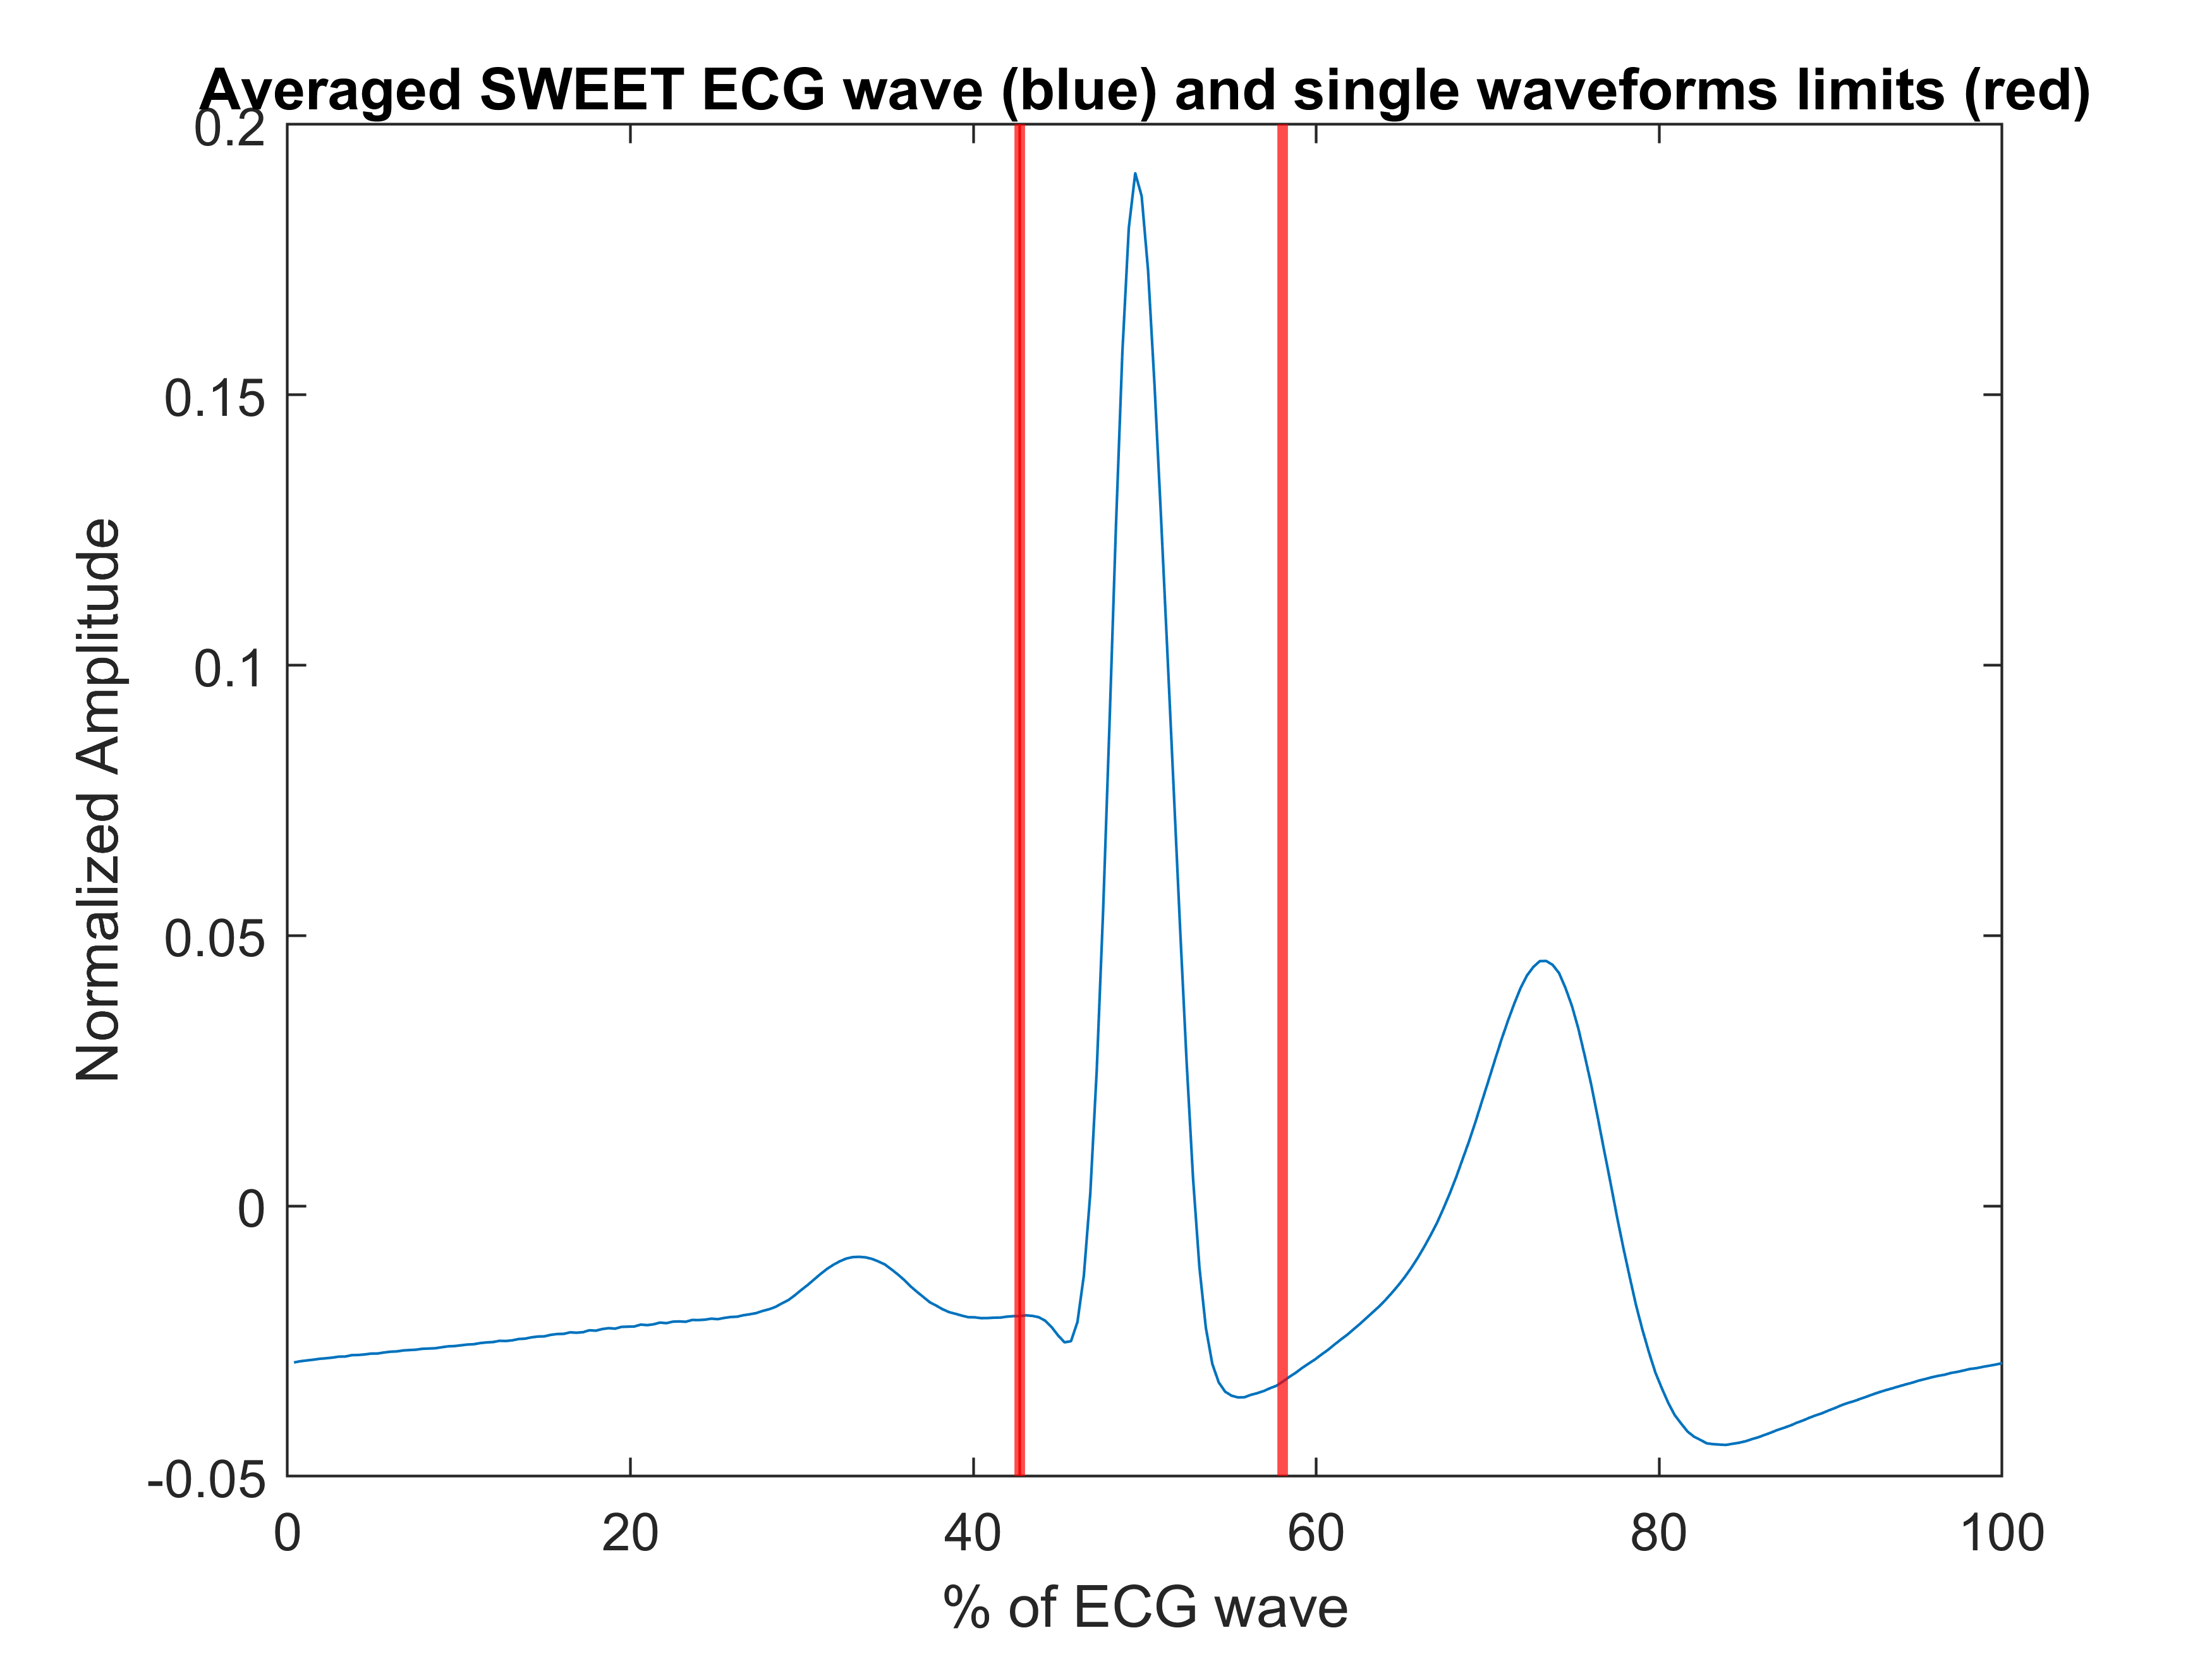 Averaged SWEET ECG wave (blue) and single waveforms limits (red)
0.2
0.15
0.1
0.05
0
-0.05
Normalized Amplitude
0 20 40 60 80 100
% of ECG wave